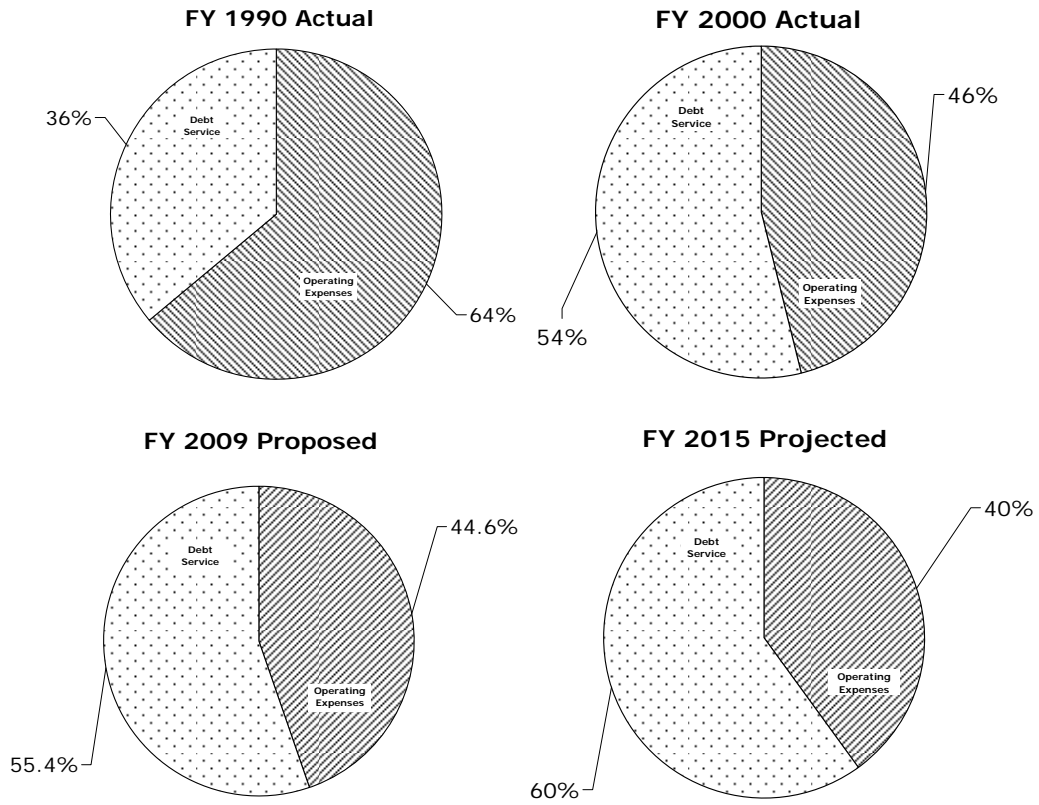 FY 1990 Actual
36%
Debt
Service
Operating
Expenses
64%
FY 2000 Actual
Debt
Service
46%
Operating
Expenses
54%
FY 2009 Proposed
Debt
Service
44.6%
Operating
Expenses
55.4%
FY 2015 Projected
Debt
Service
40%
Operating
Expenses
60%